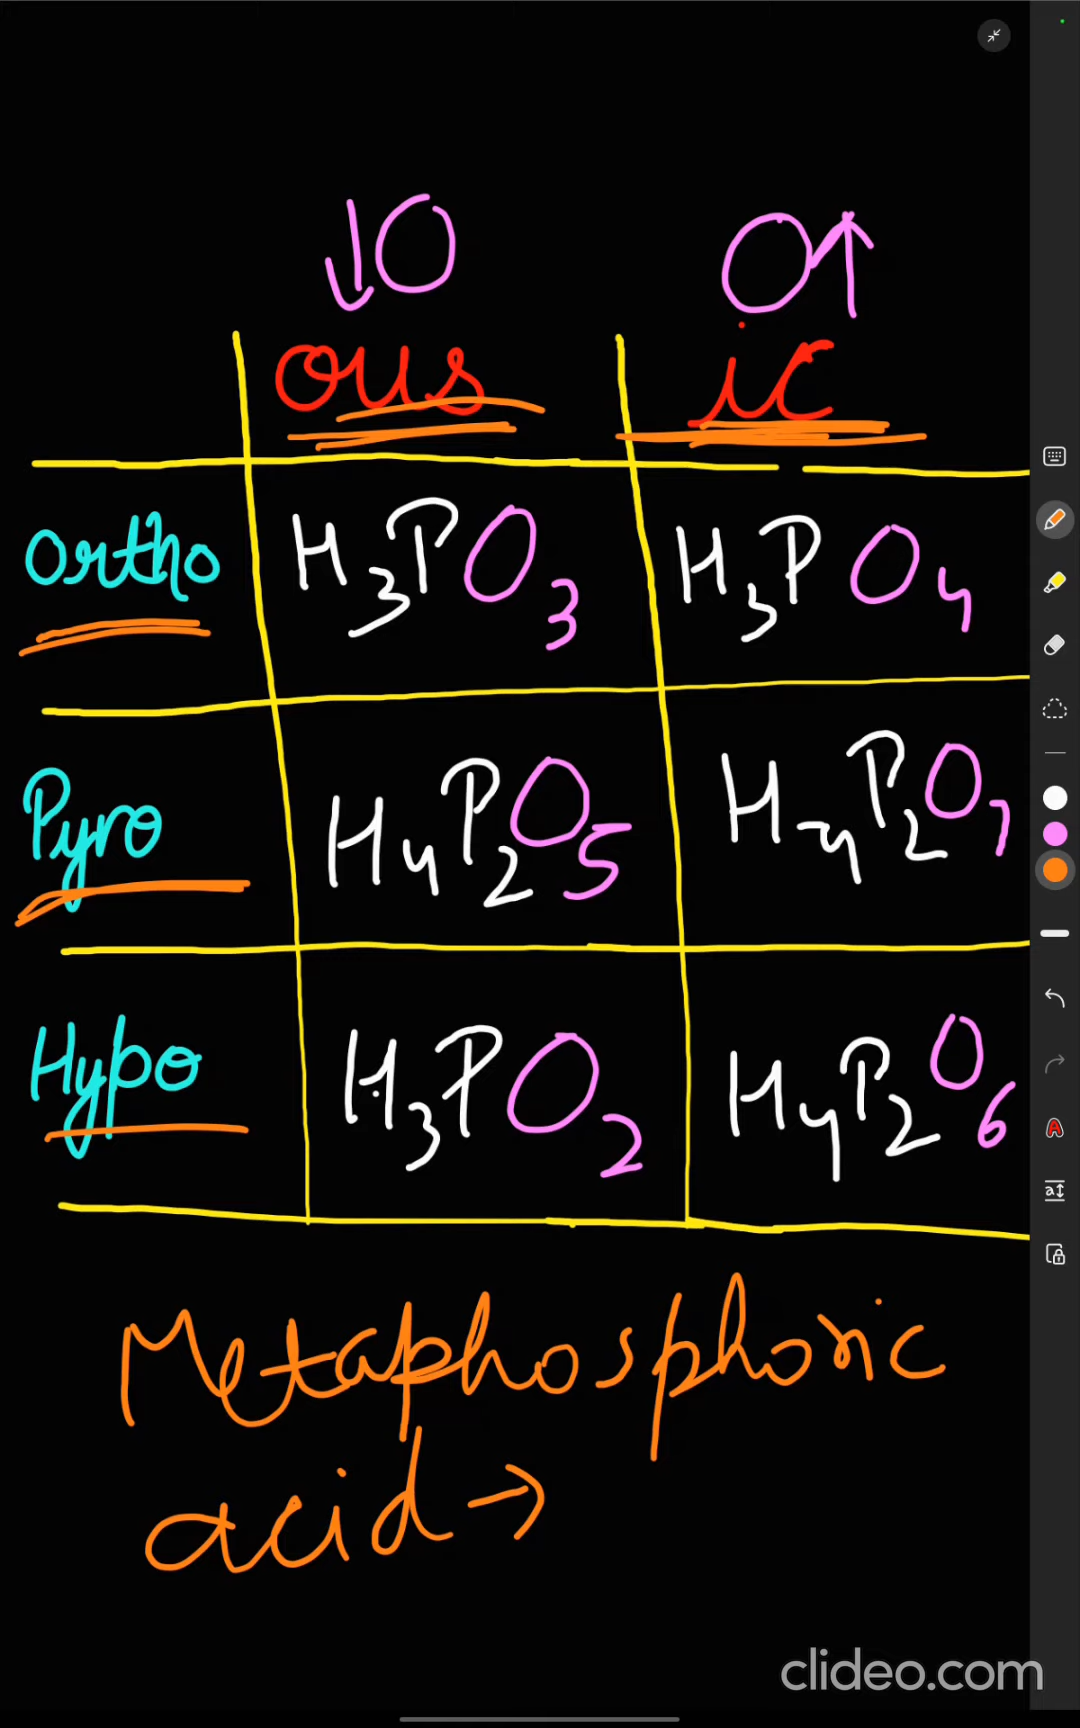 ↓O O↑
ous ic
Ortho H₃PO₃ H₃PO₄
Pyro H₄P₂O₅ H₄P₂O₇
Hypo H₃PO₂ H₄P₂O₆
Metaphosphoric
acid →
clideo.com